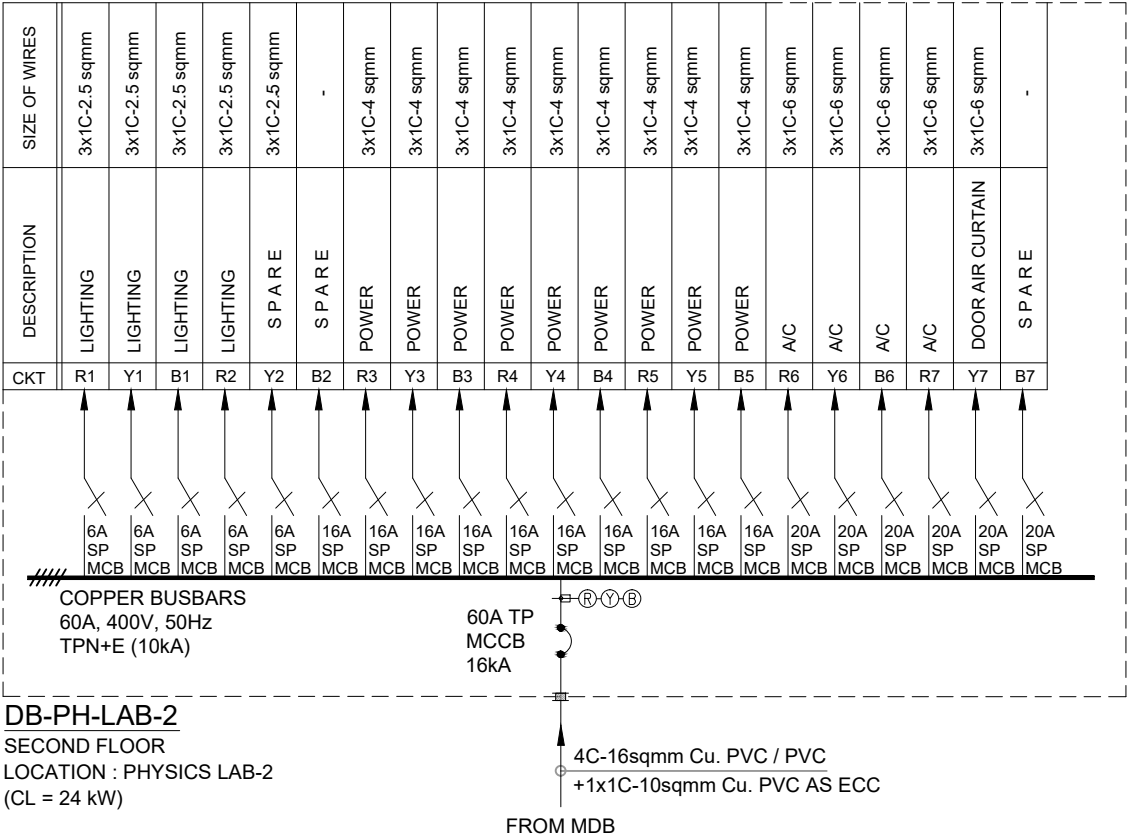 SIZE OF WIRES
3x1C-2.5 sqmm
3x1C-2.5 sqmm
3x1C-2.5 sqmm
3x1C-2.5 sqmm
3x1C-2.5 sqmm
-
3x1C-4 sqmm
3x1C-4 sqmm
3x1C-4 sqmm
3x1C-4 sqmm
3x1C-4 sqmm
3x1C-4 sqmm
3x1C-4 sqmm
3x1C-4 sqmm
3x1C-4 sqmm
3x1C-6 sqmm
3x1C-6 sqmm
3x1C-6 sqmm
3x1C-6 sqmm
3x1C-6 sqmm
-
DESCRIPTION
LIGHTING
LIGHTING
LIGHTING
LIGHTING
S P A R E
S P A R E
POWER
POWER
POWER
POWER
POWER
POWER
POWER
POWER
POWER
A/C
A/C
A/C
A/C
DOOR AIR CURTAIN
S P A R E
CKT R1 Y1 B1 R2 Y2 B2 R3 Y3 B3 R4 Y4 B4 R5 Y5 B5 R6 Y6 B6 R7 Y7 B7
6A 6A 6A 6A 6A 16A 16A 16A 16A 16A 16A 16A 16A 16A 16A 20A 20A 20A 20A 20A 20A
SP SP SP SP SP SP SP SP SP SP SP SP SP SP SP SP SP SP SP SP SP
MCB MCB MCB MCB MCB MCB MCB MCB MCB MCB MCB MCB MCB MCB MCB MCB MCB MCB MCB MCB MCB
COPPER BUSBARS
60A, 400V, 50Hz
TPN+E (10kA)
R Y B
60A TP
MCCB
16kA
DB-PH-LAB-2
SECOND FLOOR
LOCATION : PHYSICS LAB-2
(CL = 24 kW)
4C-16sqmm Cu. PVC / PVC
+1x1C-10sqmm Cu. PVC AS ECC
FROM MDB